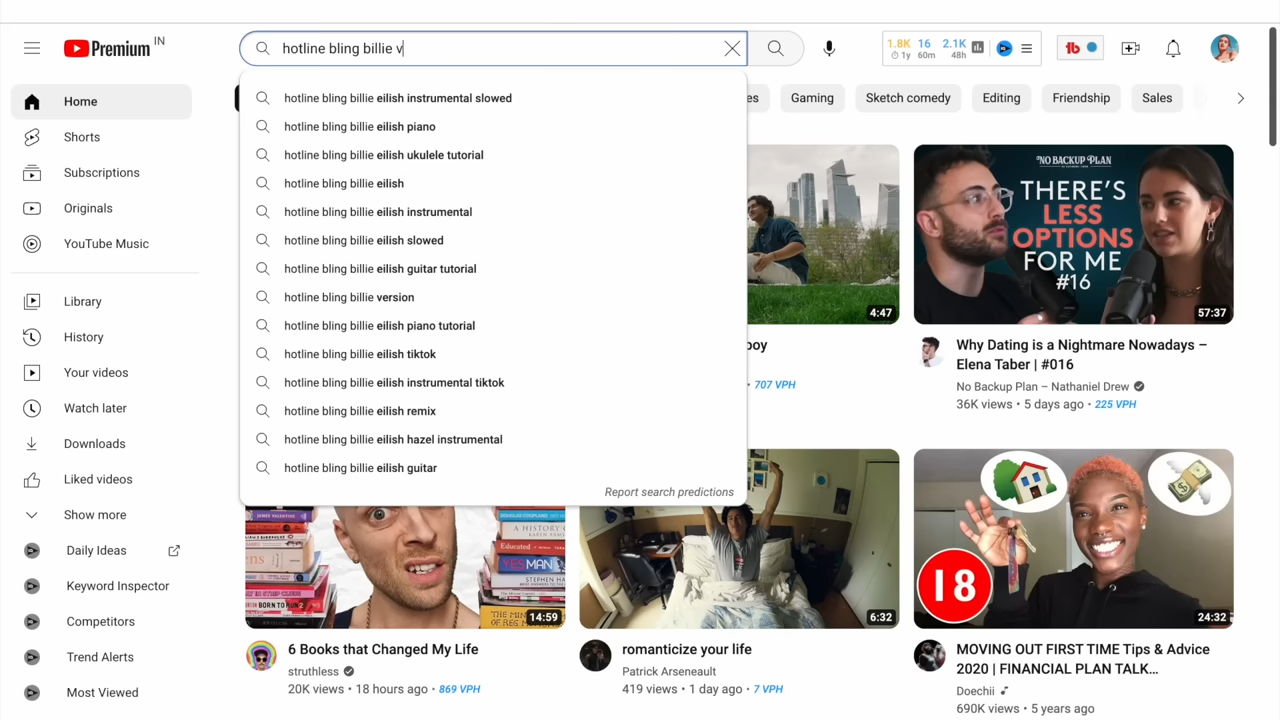 Premium IN
hotline bling billie v
1.8K 16 2.1K
1y 60m 48h
tb
Home
Shorts
Subscriptions
Originals
YouTube Music
Library
History
Your videos
Watch later
Downloads
Liked videos
Show more
Daily Ideas
Keyword Inspector
Competitors
Trend Alerts
Most Viewed
hotline bling billie eilish instrumental slowed
hotline bling billie eilish piano
hotline bling billie eilish ukulele tutorial
hotline bling billie eilish
hotline bling billie eilish instrumental
hotline bling billie eilish slowed
hotline bling billie eilish guitar tutorial
hotline bling billie version
hotline bling billie eilish piano tutorial
hotline bling billie eilish tiktok
hotline bling billie eilish instrumental tiktok
hotline bling billie eilish remix
hotline bling billie eilish hazel instrumental
hotline bling billie eilish guitar
Report search predictions
es
Gaming
Sketch comedy
Editing
Friendship
Sales
4:47
boy
• 707 VPH
NO BACKUP PLAN
THERE'S
LESS
OPTIONS
FOR ME
#16
57:37
Why Dating is a Nightmare Nowadays –
Elena Taber | #016
No Backup Plan – Nathaniel Drew
36K views • 5 days ago • 225 VPH
A HISTORY
Educated
YES MAN
STEPHEN
BORN TO RUN
14:59
6 Books that Changed My Life
struthless
20K views • 18 hours ago • 869 VPH
6:32
romanticize your life
Patrick Arseneault
419 views • 1 day ago • 7 VPH
18
24:32
MOVING OUT FIRST TIME Tips & Advice
2020 | FINANCIAL PLAN TALK...
Doechii
690K views • 5 years ago